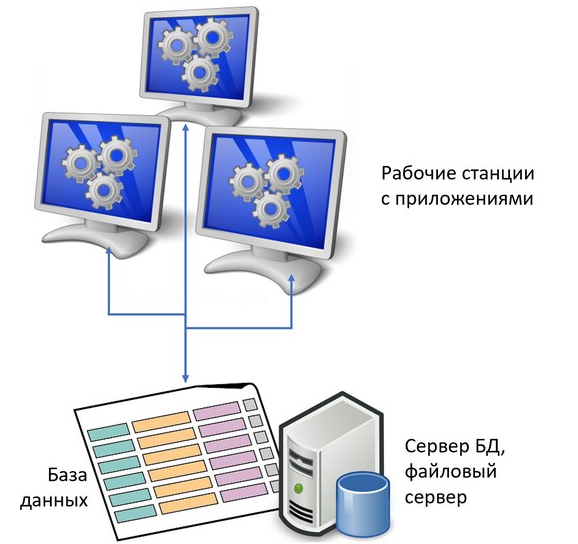 Рабочие станции
с приложениями
База
данных
Сервер БД,
файловый
сервер